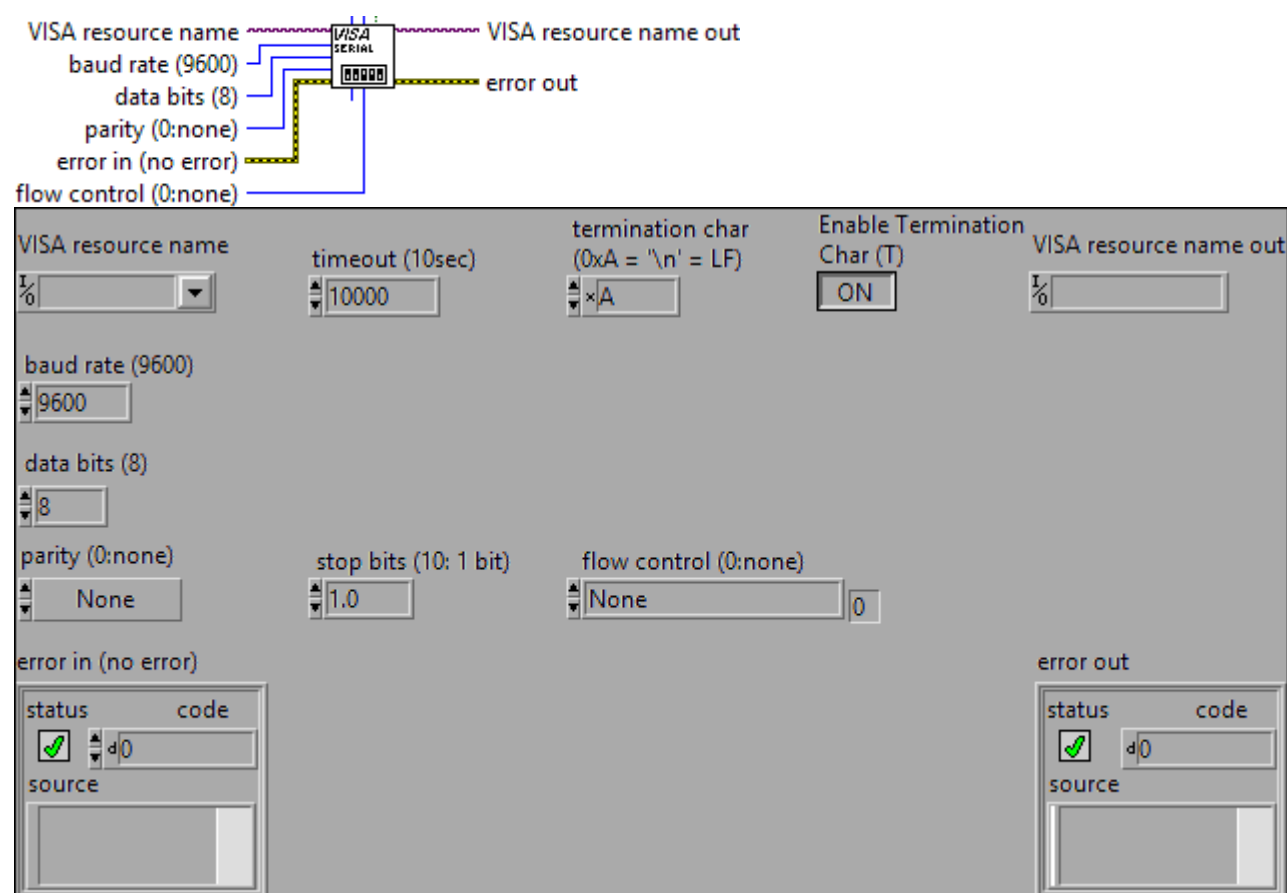 VISA resource name
VISA
SERIAL
VISA resource name out
baud rate (9600)
data bits (8)
error out
parity (0:none)
error in (no error)
flow control (0:none)
VISA resource name
timeout (10sec)
termination char
(0xA = '\n' = LF)
Enable Termination
Char (T)
VISA resource name out
I/O
10000
×A
ON
I/O
baud rate (9600)
9600
data bits (8)
8
parity (0:none)
stop bits (10: 1 bit)
flow control (0:none)
None
1.0
None
0
error in (no error)
error out
status
code
d0
source
status
code
d0
source